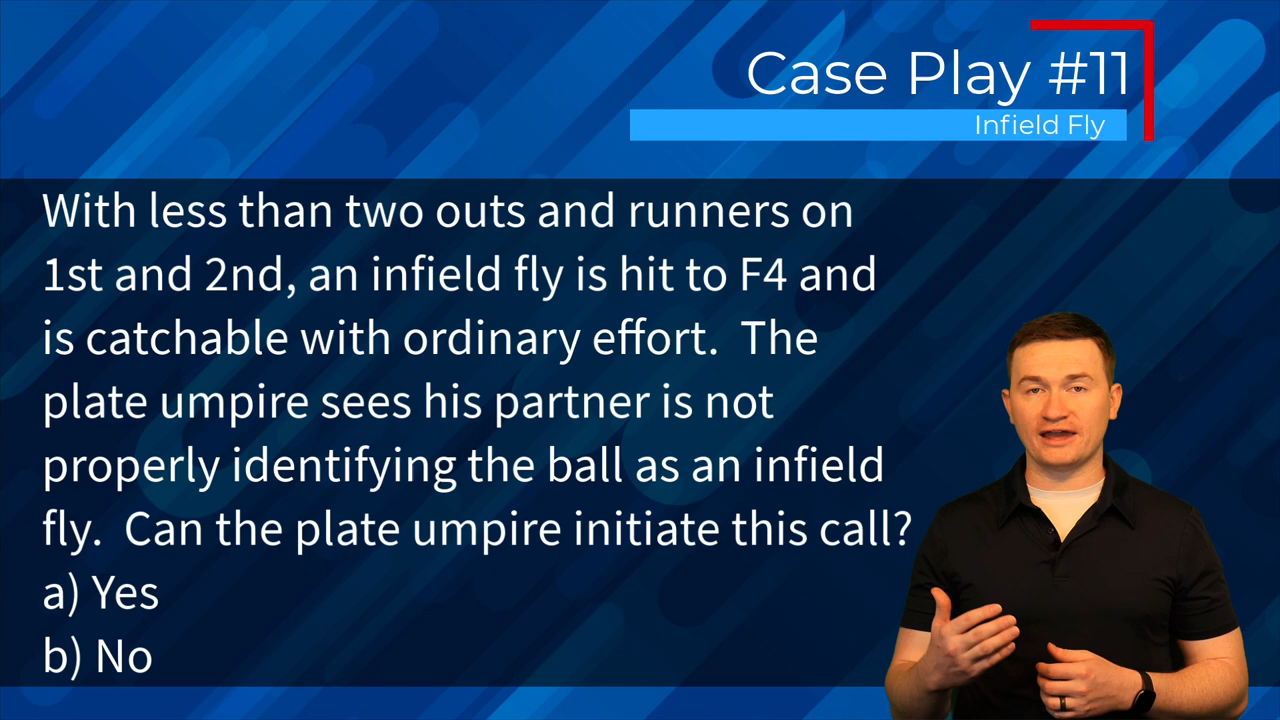 Case Play #11
Infield Fly
With less than two outs and runners on
1st and 2nd, an infield fly is hit to F4 and
is catchable with ordinary effort.  The
plate umpire sees his partner is not
properly identifying the ball as an infield
fly.  Can the plate umpire initiate this call?
a) Yes
b) No